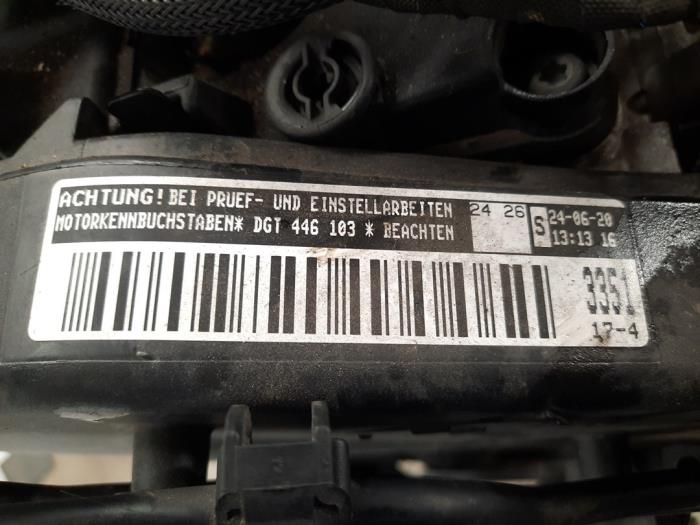 ACHTUNG! BEI PRUEF- UND EINSTELLARBEITEN 24 26 S 24-06-20
MOTORKENNBUCHSTABEN* DGT 446 103 * BEACHTEN 13:13 16
3351
17-4